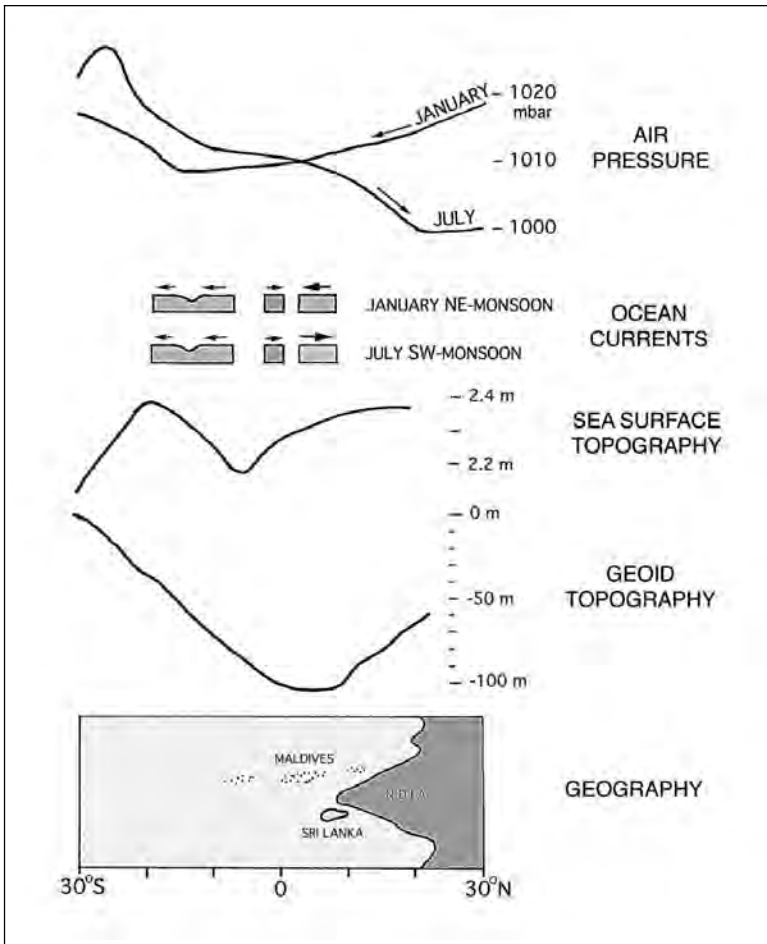 JANUARY
- 1020
mbar
AIR
PRESSURE
- 1010
JULY
- 1000
JANUARY NE-MONSOON
OCEAN
CURRENTS
JULY SW-MONSOON
- 2.4 m
SEA SURFACE
TOPOGRAPHY
- 2.2 m
- 0 m
GEOID
TOPOGRAPHY
- -50 m
- -100 m
MALDIVES
INDIA
GEOGRAPHY
SRI LANKA
30°S
0
30°N